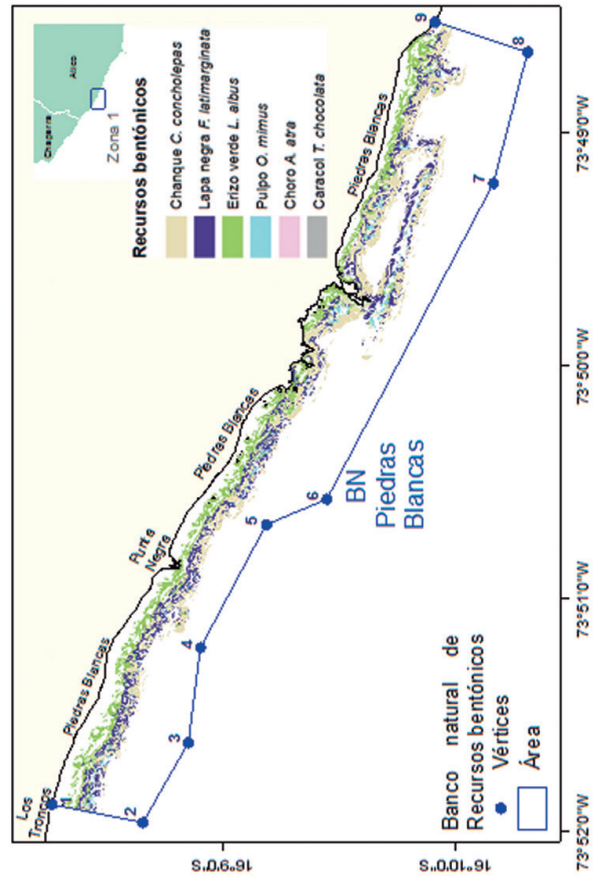 Chaparra
Atico
Zona 1
Recursos bentónicos
Chanque C. concholepas
Lapa negra F. latimarginata
Erizo verde L. albus
Pulpo O. mimus
Choro A. atra
Caracol T. chocolata
Los
Troncos
Piedras Blancas
Punta
Negra
Piedras Blancas
Piedras Blancas
1
2
3
4
5
6
7
8
9
BN
Piedras
Blancas
Banco natural de
Recursos bentónicos
Vértices
Área
73°52'0"W
73°51'0"W
73°50'0"W
73°49'0"W
16°9'0"S
16°10'0"S